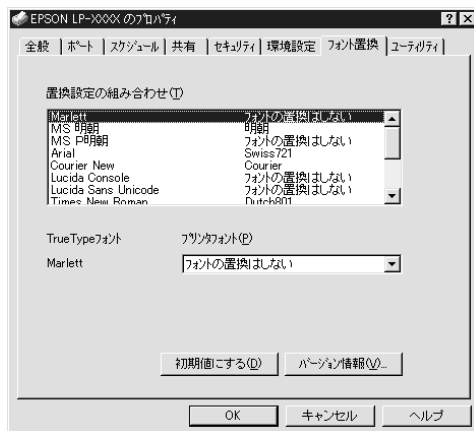 EPSON LP-XXXX のプロパティ
全般 ポート スケジュール 共有 セキュリティ 環境設定 フォント置換 ユーティリティ
置換設定の組み合わせ(T)
Marlett フォントの置換はしない
MS 明朝 明朝
MS P明朝 フォントの置換はしない
Arial Swiss721
Courier New Courier
Lucida Console フォントの置換はしない
Lucida Sans Unicode フォントの置換はしない
Times New Roman Dutch801
TrueTypeフォント プリンタフォント(P)
Marlett フォントの置換はしない
初期値にする(D) バージョン情報(V)...
OK キャンセル ヘルプ